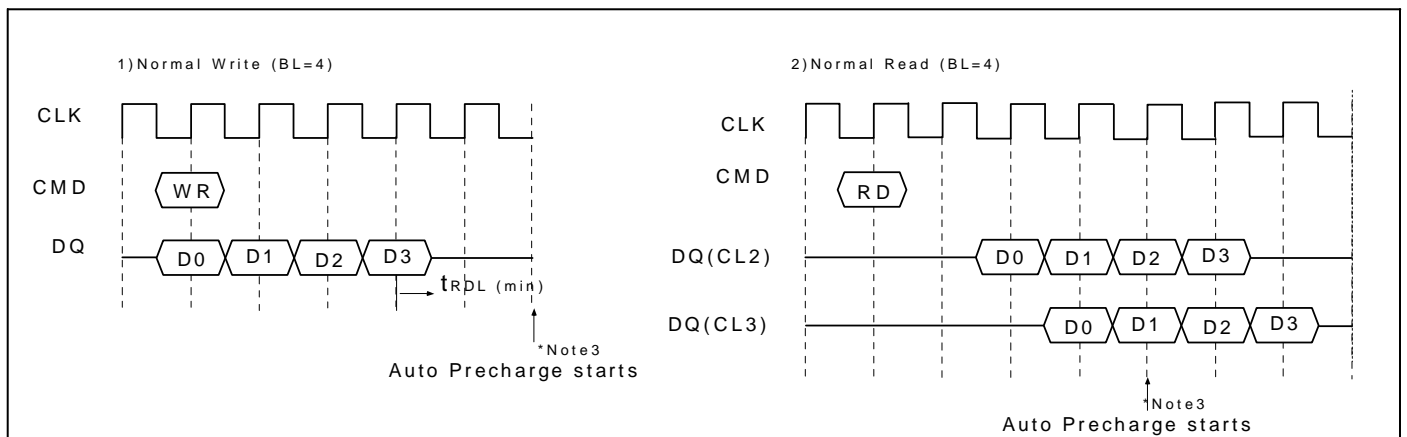 1)Normal Write (BL=4)
CLK
CMD
WR
DQ
D0 D1 D2 D3
tRDL (min)
*Note3
Auto Precharge starts
2)Normal Read (BL=4)
CLK
CMD
RD
DQ(CL2)
D0 D1 D2 D3
DQ(CL3)
D0 D1 D2 D3
*Note3
Auto Precharge starts